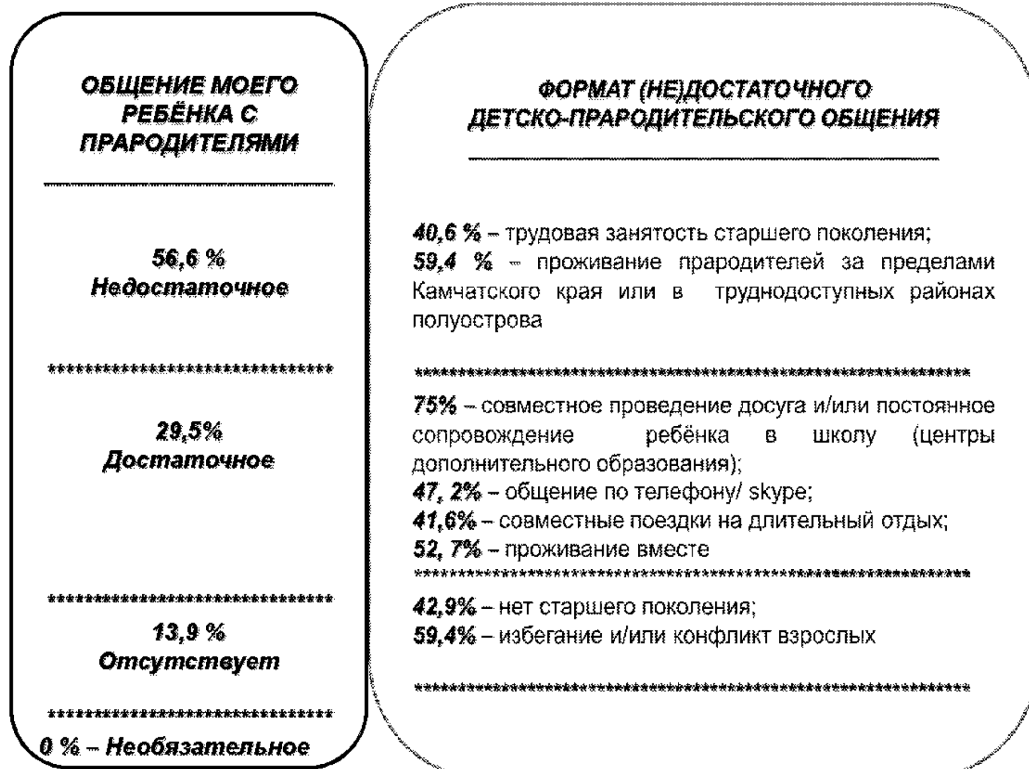 ОБЩЕНИЕ МОЕГО
РЕБЁНКА С
ПРАРОДИТЕЛЯМИ
56,6 %
Недостаточное
******************************
29,5%
Достаточное
******************************
13,9 %
Отсутствует
******************************
0 % – Необязательное
ФОРМАТ (НЕ)ДОСТАТОЧНОГО
ДЕТСКО-ПРАРОДИТЕЛЬСКОГО ОБЩЕНИЯ
40,6 % – трудовая занятость старшего поколения;
59,4 % – проживание прародителей за пределами
Камчатского края или в труднодоступных районах
полуострова
******************************
75% – совместное проведение досуга и/или постоянное
сопровождение ребёнка в школу (центры
дополнительного образования);
47, 2% – общение по телефону/ skype;
41,6% – совместные поездки на длительный отдых;
52, 7% – проживание вместе
******************************
42,9% – нет старшего поколения;
59,4% – избегание и/или конфликт взрослых
******************************